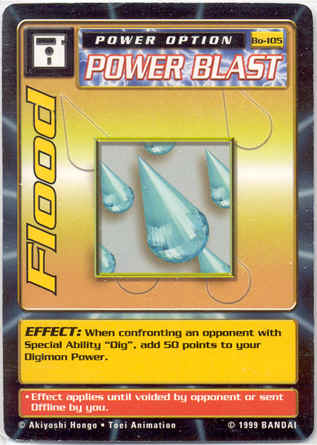 POWER OPTION
Bo-105
POWER BLAST
Flood
EFFECT: When confronting an opponent with
Special Ability "Dig", add 50 points to your
Digimon Power.
• Effect applies until voided by opponent or sent
Offline by you.
© Akiyoshi Hongo • Toei Animation
© 1999 BANDAI